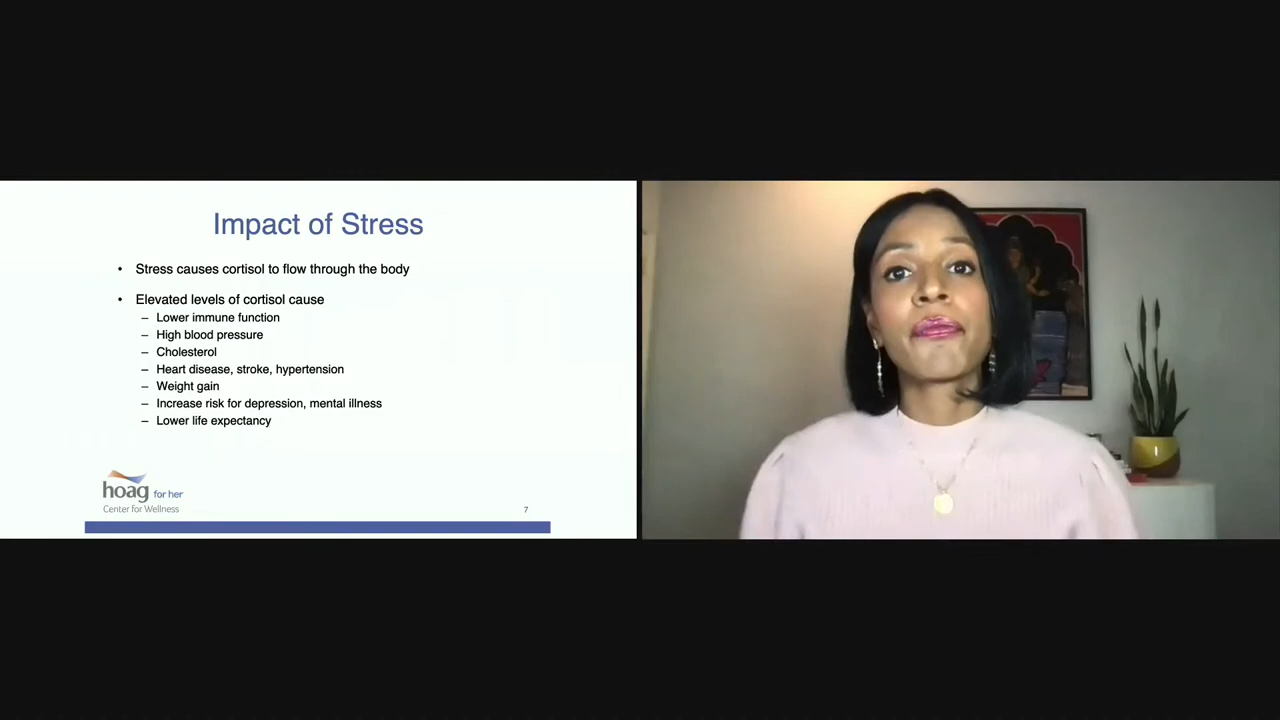 Impact of Stress
• Stress causes cortisol to flow through the body
• Elevated levels of cortisol cause
– Lower immune function
– High blood pressure
– Cholesterol
– Heart disease, stroke, hypertension
– Weight gain
– Increase risk for depression, mental illness
– Lower life expectancy
hoag for her
Center for Wellness
7